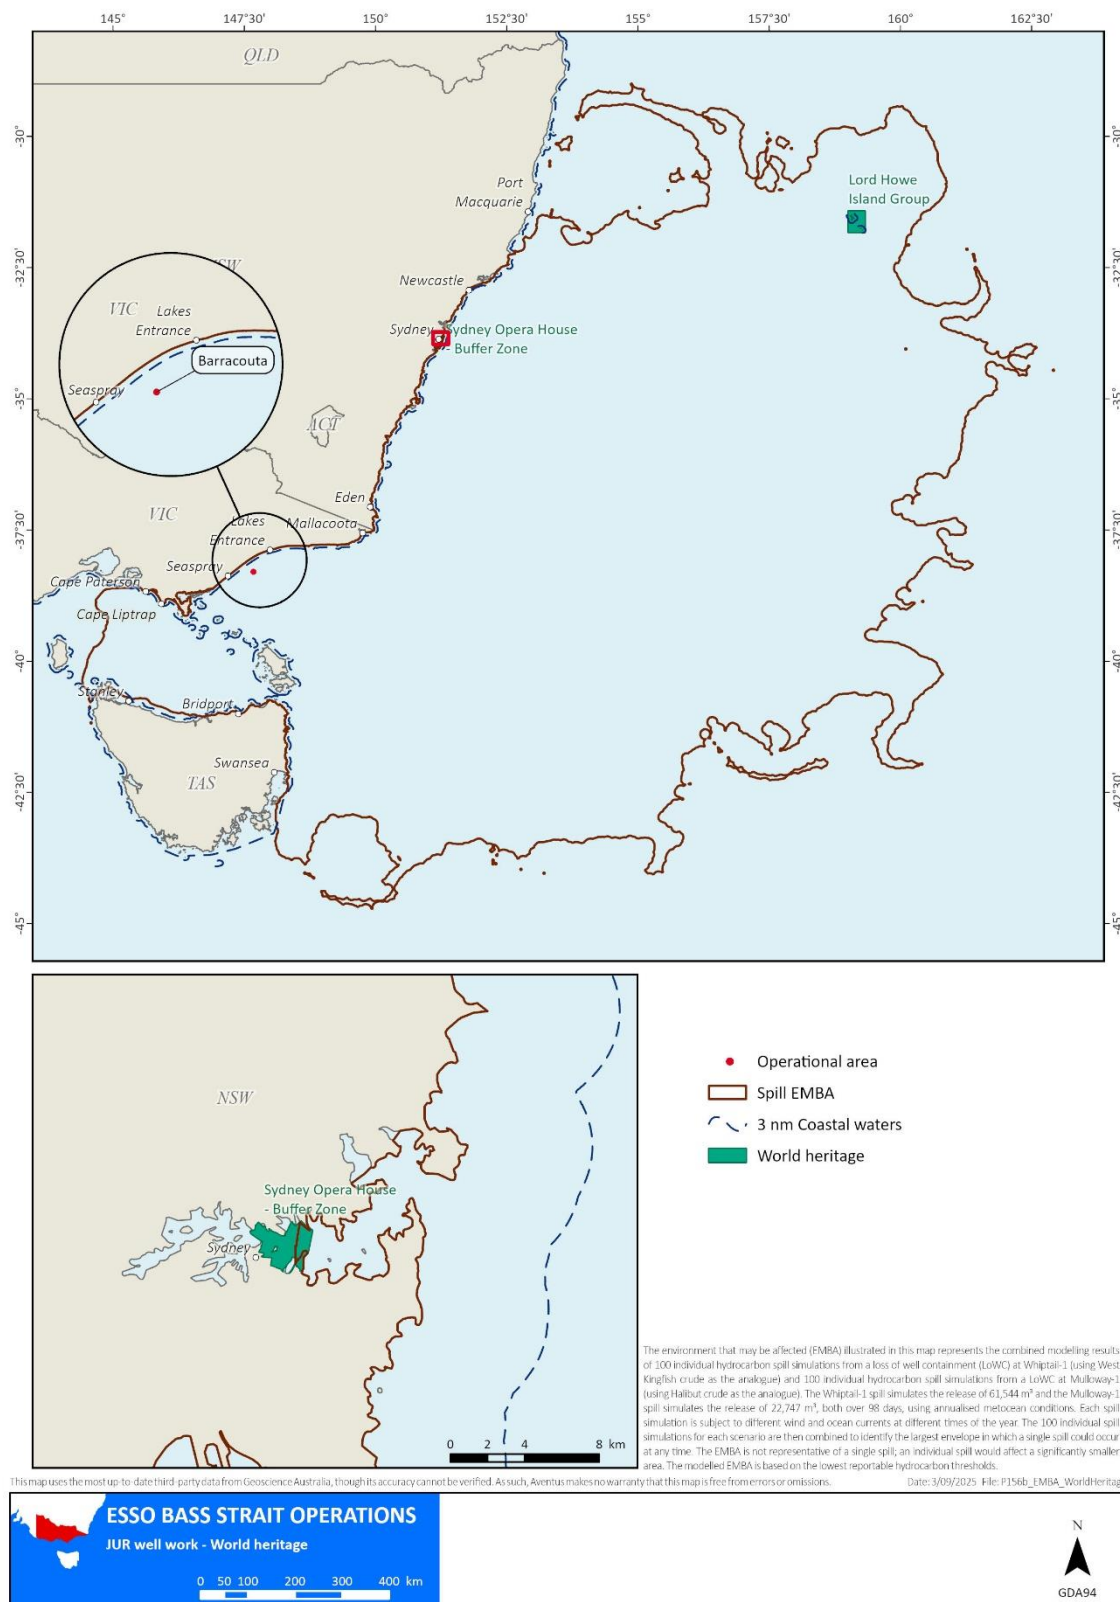 145° 147°30' 150° 152°30' 155° 157°30' 160° 162°30'
QLD
-30° -30°
Port
Macquarie
Lord Howe
Island Group
-32°30' -32°30'
Newcastle
VIC
Lakes
Entrance
Barracouta
Seaspray
Sydney
Sydney Opera House
- Buffer Zone
-35° -35°
ACT
Eden
VIC
Lakes
Entrance
Mallacoota
-37°30' -37°30'
Seaspray
Cape Paterson
Cape Liptrap
-40° -40°
Stanley
Bridport
Swansea
TAS
-42°30' -42°30'
-45° -45°
NSW
Sydney Opera House
- Buffer Zone
Sydney
0 2 4 8 km
Operational area
Spill EMBA
3 nm Coastal waters
World heritage
The environment that may be affected (EMBA) illustrated in this map represents the combined modelling results
of 100 individual hydrocarbon spill simulations from a loss of well containment (LoWC) at Whiptail-1 (using West
Kingfish crude as the analogue) and 100 individual hydrocarbon spill simulations from a LoWC at Mulloway-1
(using Halibut crude as the analogue). The Whiptail-1 spill simulates the release of 61,544 m³ and the Mulloway-1
spill simulates the release of 22,747 m³, both over 98 days, using annualised metocean conditions. Each spill
simulation is subject to different wind and ocean currents at different times of the year. The 100 individual spill
simulations for each scenario are then combined to identify the largest envelope in which a single spill could occur
at any time. The EMBA is not representative of a single spill; an individual spill would affect a significantly smaller
area. The modelled EMBA is based on the lowest reportable hydrocarbon thresholds.
This map uses the most up-to-date third-party data from Geoscience Australia, though its accuracy cannot be verified. As such, Aventus makes no warranty that this map is free from errors or omissions.
Date: 3/09/2025 File: P156b_EMBA_WorldHeritag
ESSO BASS STRAIT OPERATIONS
JUR well work - World heritage
0 50 100 200 300 400 km
N
GDA94